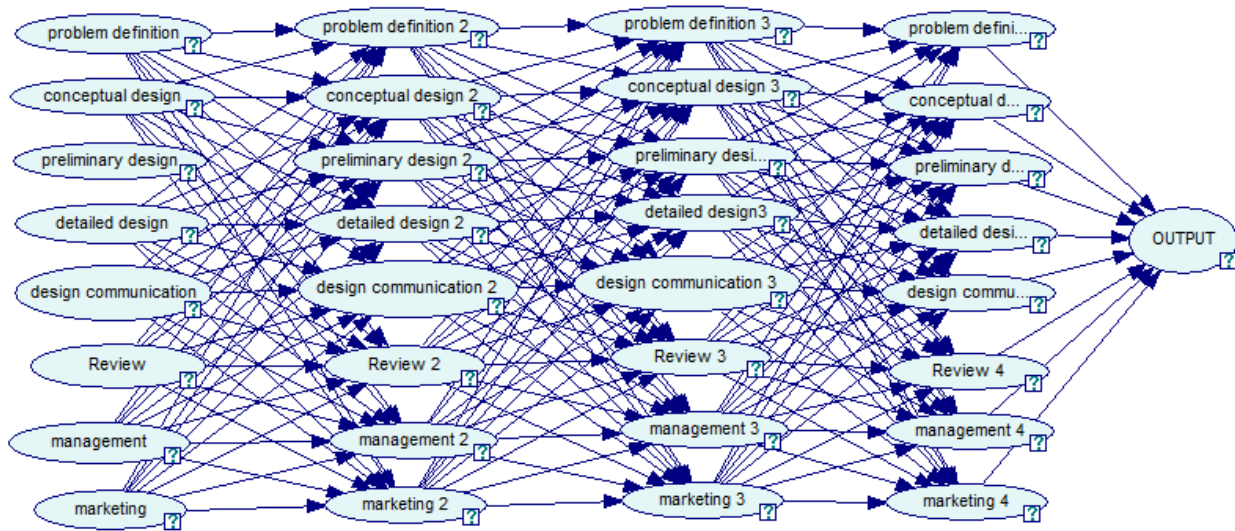 problem definition
?
problem definition 2
?
problem definition 3
?
problem defini...
?
conceptual design
?
conceptual design 2
?
conceptual design 3
?
conceptual d...
?
preliminary design
?
preliminary design 2
?
preliminary desi...
?
preliminary d...
?
detailed design
?
detailed design 2
?
detailed design3
?
detailed desi...
?
OUTPUT
?
design communication
?
design communication 2
?
design communication 3
?
design commu...
?
Review
?
Review 2
?
Review 3
?
Review 4
?
management
?
management 2
?
management 3
?
management 4
?
marketing
?
marketing 2
?
marketing 3
?
marketing 4
?